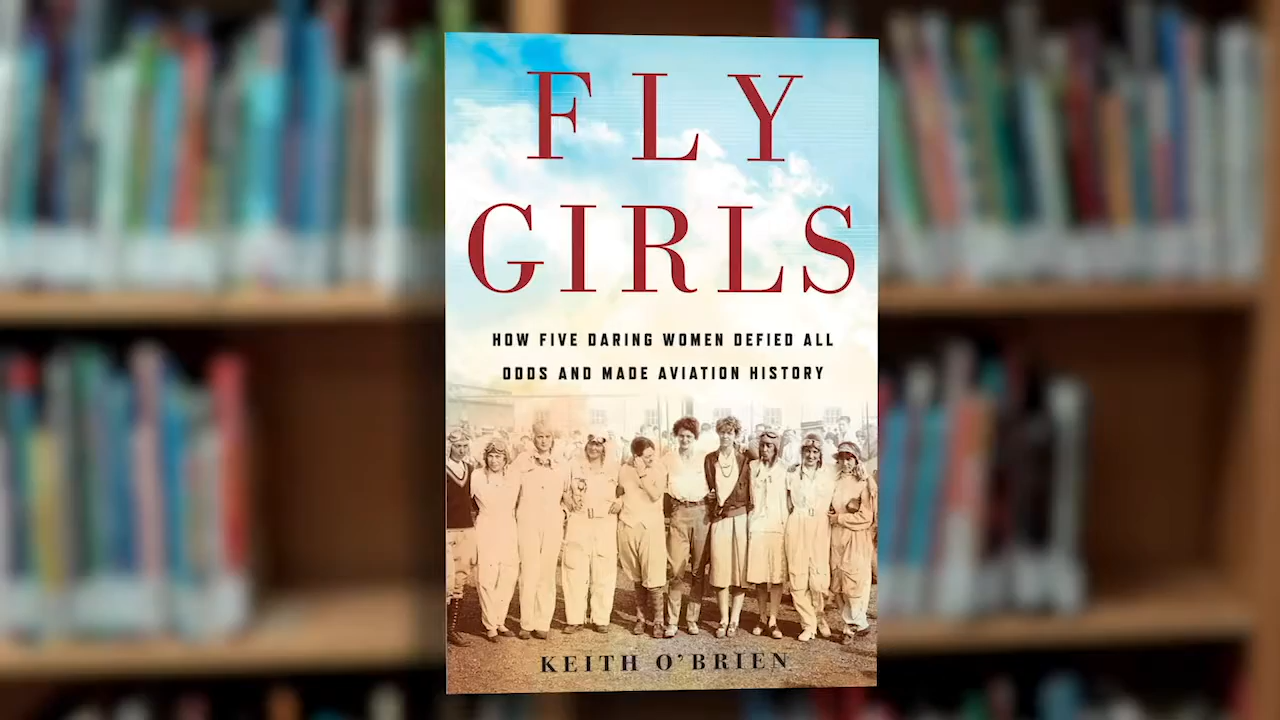 FLY
GIRLS
HOW FIVE DARING WOMEN DEFIED ALL
ODDS AND MADE AVIATION HISTORY
KEITH O'BRIEN